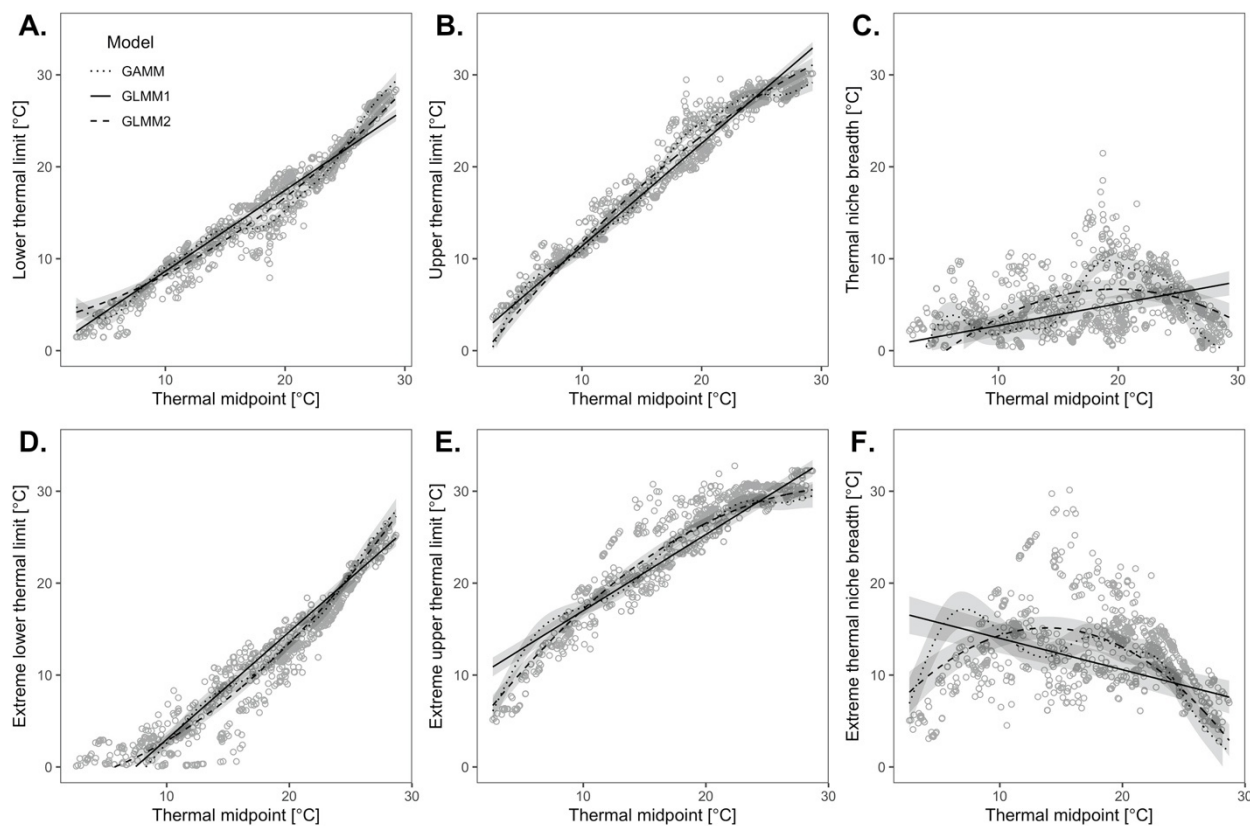 A.
Model
GAMM
GLMM1
GLMM2
Lower thermal limit [°C]
30
20
10
0
10 20 30
Thermal midpoint [°C]
B.
Upper thermal limit [°C]
30
20
10
0
10 20 30
Thermal midpoint [°C]
C.
Thermal niche breadth [°C]
30
20
10
0
10 20 30
Thermal midpoint [°C]
D.
Extreme lower thermal limit [°C]
30
20
10
0
10 20 30
Thermal midpoint [°C]
E.
Extreme upper thermal limit [°C]
30
20
10
0
10 20 30
Thermal midpoint [°C]
F.
Extreme thermal niche breadth [°C]
30
20
10
0
10 20 30
Thermal midpoint [°C]